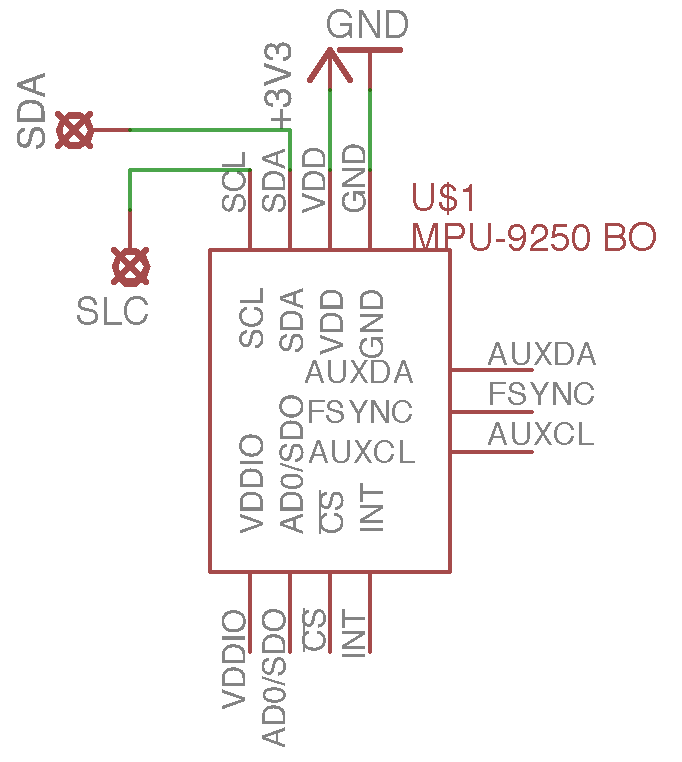 GND
+3V3
SDA
SCL
SDA
VDD
GND
U$1
MPU-9250 BO
SLC
SCL
SDA
VDD
GND
AUXDA
AUXDA
FSYNC
FSYNC
AUXCL
AUXCL
VDDIO
AD0/SDO
CS
INT
VDDIO
AD0/SDO
CS
INT